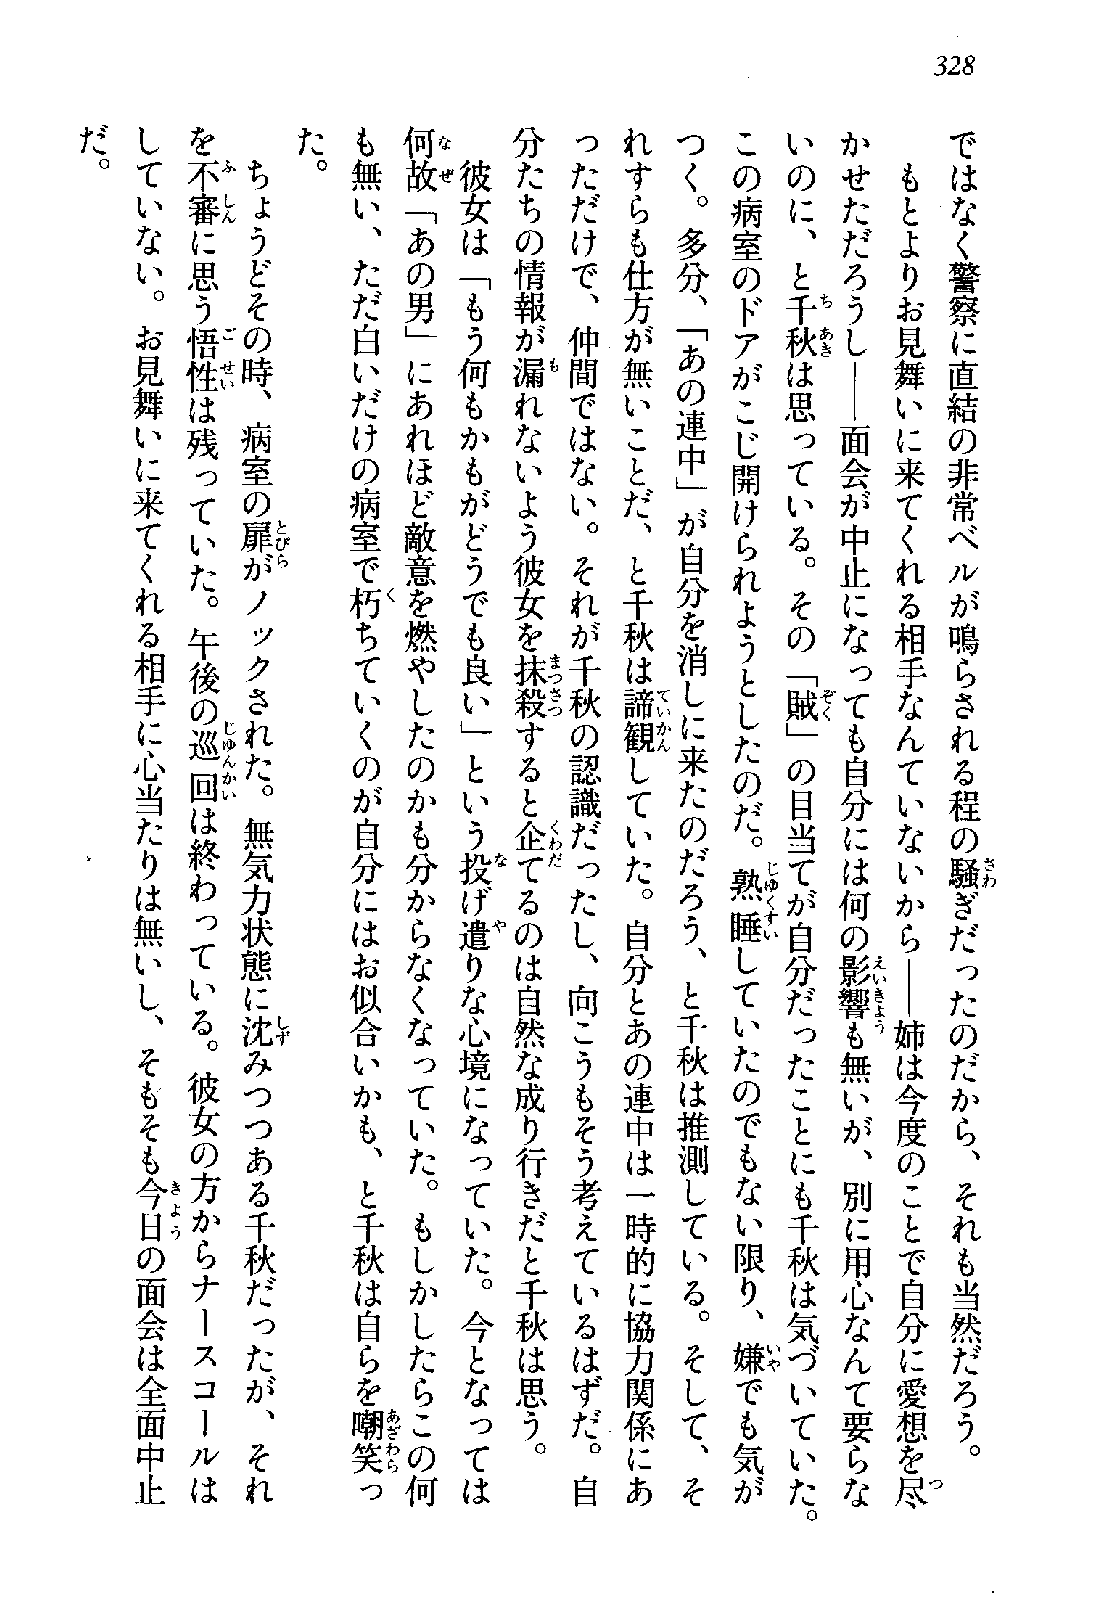 328
ではなく警察に直結の非常ベルが鳴らされる程の騒ぎだったのだから、それも当然だろう。
　もとよりお見舞いに来てくれる相手なんていないから――姉は今度のことで自分に愛想を尽
かせただろうし――面会が中止になっても自分には何の影響も無いが、別に用心なんて要らな
いのに、と千秋は思っている。その「賊」の目当てが自分だったことにも千秋は気づいていた。
この病室のドアがこじ開けられようとしたのだ。熟睡していたのでもない限り、嫌でも気が
つく。多分、「あの連中」が自分を消しに来たのだろう、と千秋は推測している。そして、そ
れすらも仕方が無いことだ、と千秋は諦観していた。自分とあの連中は一時的に協力関係にあ
っただけで、仲間ではない。それが千秋の認識だったし、向こうもそう考えているはずだ。自
分たちの情報が漏れないよう彼女を抹殺すると企てるのは自然な成り行きだと千秋は思う。
　彼女は「もう何もかもがどうでも良い」という投げ遣りな心境になっていた。今となっては
何故「あの男」にあれほど敵意を燃やしたのかも分からなくなっていた。もしかしたらこの何
も無い、ただ白いだけの病室で朽ちていくのが自分にはお似合いかも、と千秋は自らを嘲笑っ
た。
　ちょうどその時、病室の扉がノックされた。無気力状態に沈みつつある千秋だったが、それ
を不審に思う悟性は残っていた。午後の巡回は終わっている。彼女の方からナースコールは
していない。お見舞いに来てくれる相手に心当たりは無いし、そもそも今日の面会は全面中止
だ。